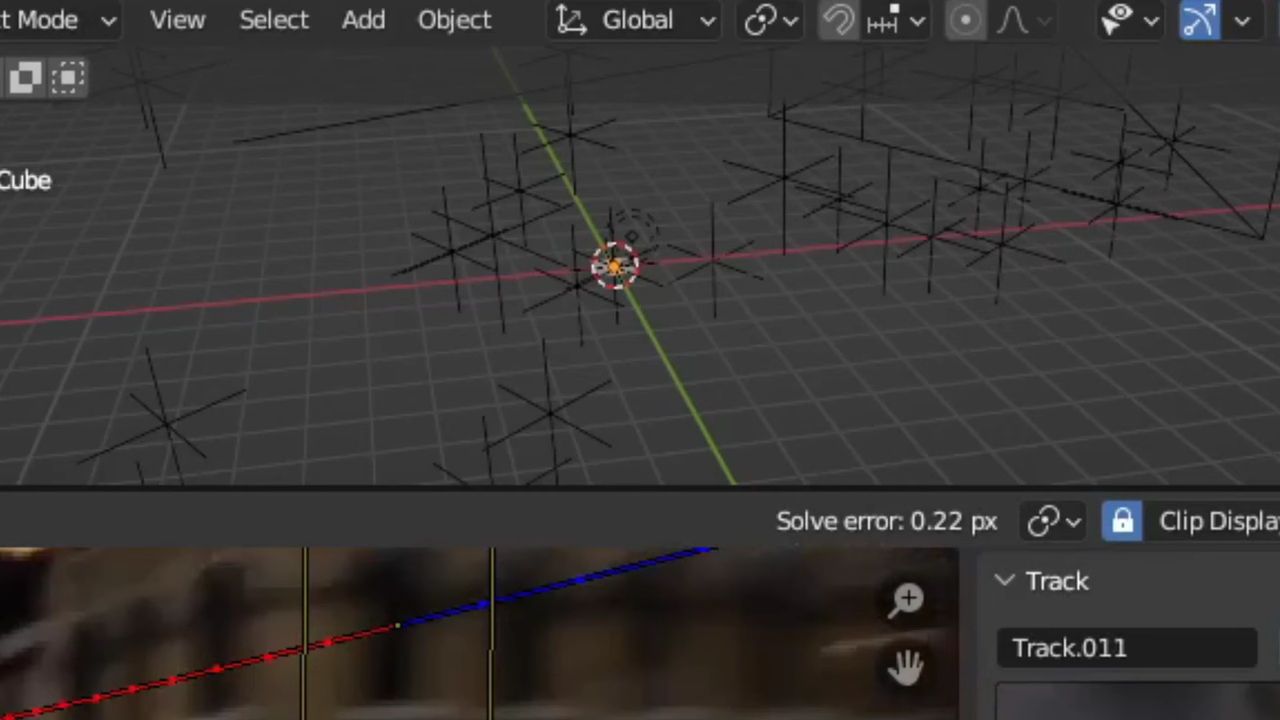 t Mode View Select Add Object Global
Cube
Solve error: 0.22 px Clip Displa
Track
Track.011